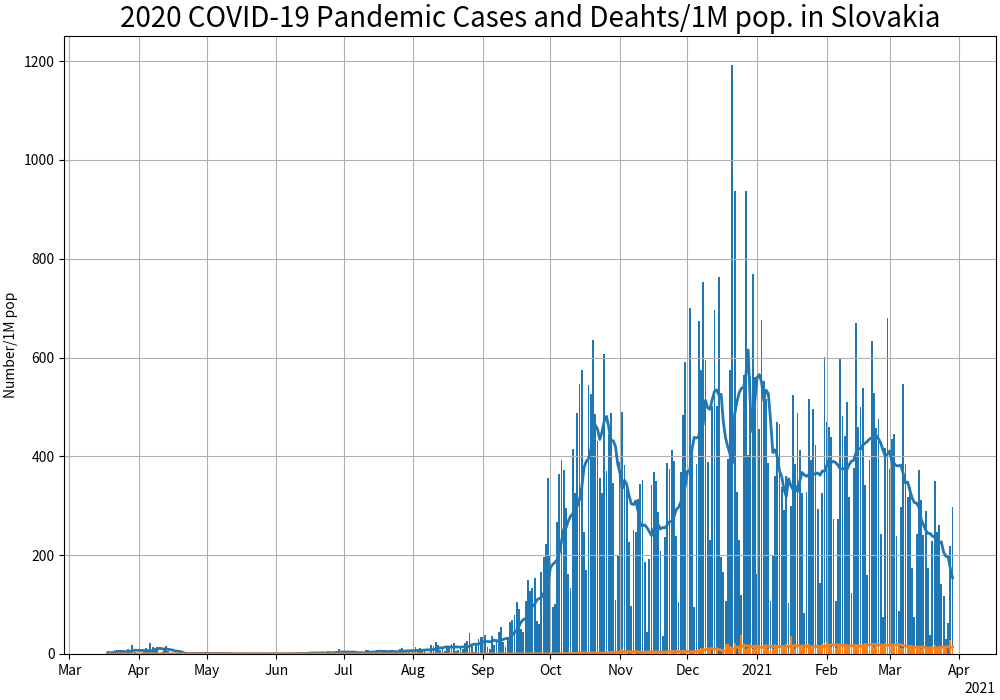 2020 COVID-19 Pandemic Cases and Deahts/1M pop. in Slovakia
Number/1M pop
1200
1000
800
600
400
200
0
Mar Apr May Jun Jul Aug Sep Oct Nov Dec 2021 Feb Mar Apr
2021